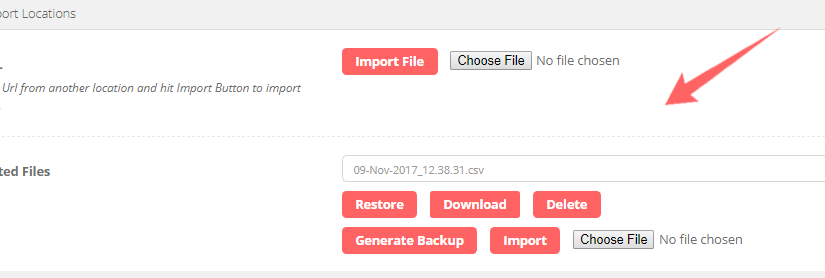 ort Locations
Import File Choose File No file chosen
Url from another location and hit Import Button to import
ted Files
09-Nov-2017_12.38.31.csv
Restore Download Delete
Generate Backup Import Choose File No file chosen